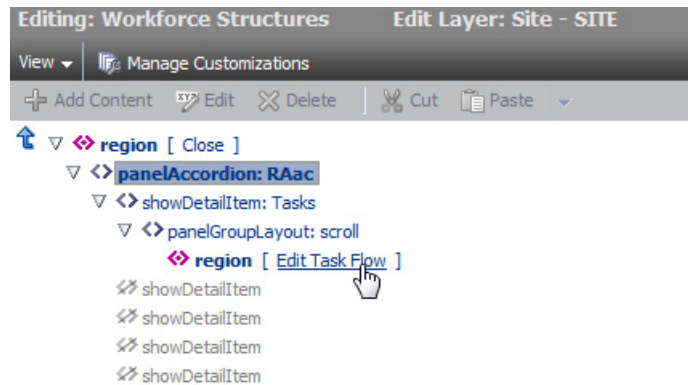 Editing: Workforce Structures Edit Layer: Site - SITE
View Manage Customizations
Add Content Edit Delete Cut Paste
region [ Close ]
panelAccordion: RAac
showDetailItem: Tasks
panelGroupLayout: scroll
region [ Edit Task Flow ]
showDetailItem
showDetailItem
showDetailItem
showDetailItem